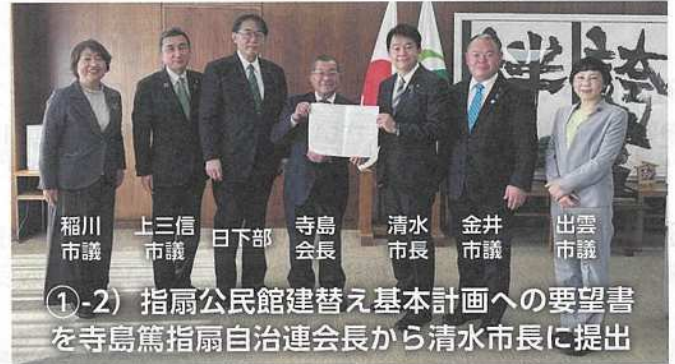 稲川
市議
上三信
市議
日下部
寺島
会長
清水
市長
金井
市議
出雲
市議
①-2) 指扇公民館建替え基本計画への要望書
を寺島篤指扇自治連会長から清水市長に提出